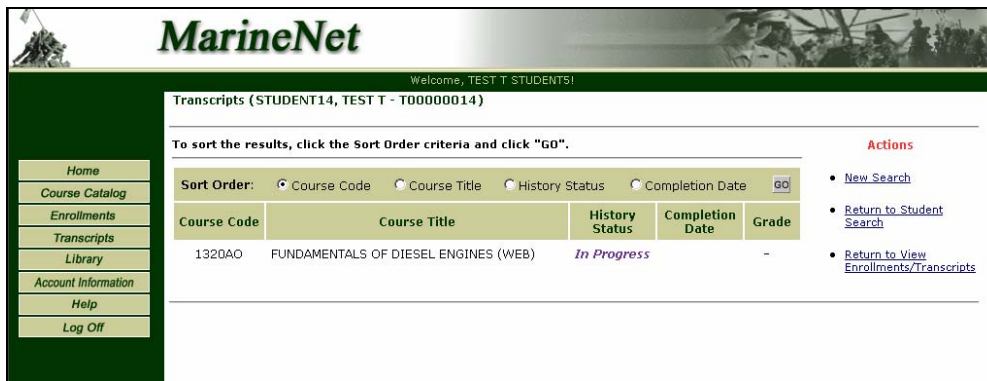 MarineNet
Welcome, TEST T STUDENT5!
Transcripts (STUDENT14, TEST T - T00000014)
To sort the results, click the Sort Order criteria and click "GO".
Home
Course Catalog
Enrollments
Transcripts
Library
Account Information
Help
Log Off
Sort Order: Course Code Course Title History Status Completion Date GO
Course Code Course Title History Status Completion Date Grade
1320AO FUNDAMENTALS OF DIESEL ENGINES (WEB) In Progress -
Actions
New Search
Return to Student
Search
Return to View
Enrollments/Transcripts